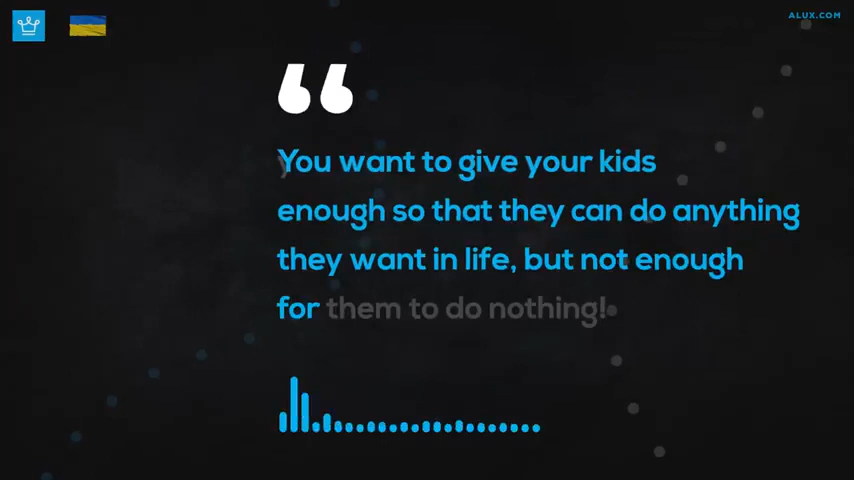 ALUX.COM
“
You want to give your kids
enough so that they can do anything
they want in life, but not enough
for them to do nothing!